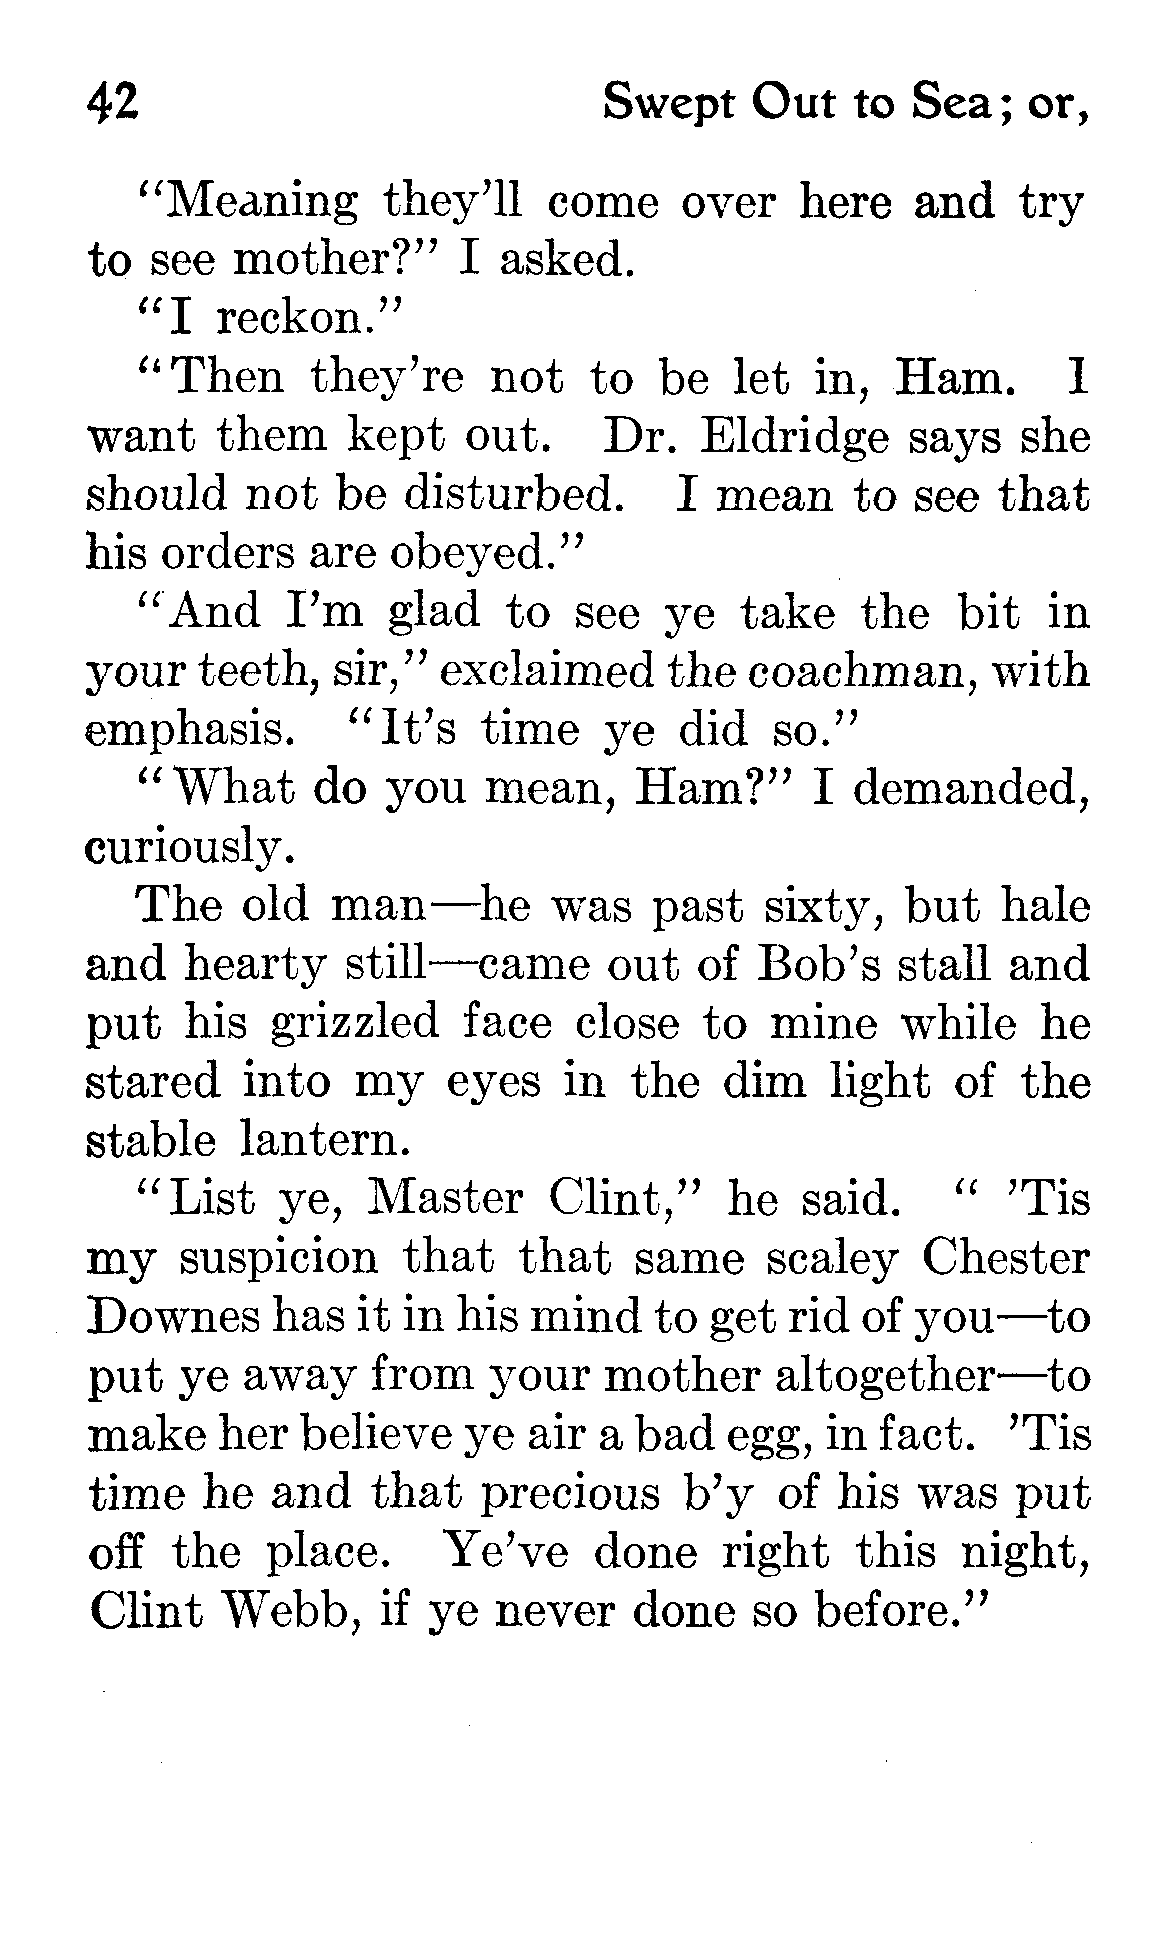 42 Swept Out to Sea; or,
"Meaning they'll come over here and try
to see mother?" I asked.
"I reckon."
"Then they're not to be let in, Ham. I
want them kept out. Dr. Eldridge says she
should not be disturbed. I mean to see that
his orders are obeyed."
"And I'm glad to see ye take the bit in
your teeth, sir," exclaimed the coachman, with
emphasis. "It's time ye did so."
"What do you mean, Ham?" I demanded,
curiously.
The old man—he was past sixty, but hale
and hearty still—came out of Bob's stall and
put his grizzled face close to mine while he
stared into my eyes in the dim light of the
stable lantern.
"List ye, Master Clint," he said. " 'Tis
my suspicion that that same scaley Chester
Downes has it in his mind to get rid of you—to
put ye away from your mother altogether—to
make her believe ye air a bad egg, in fact. 'Tis
time he and that precious b'y of his was put
off the place. Ye've done right this night,
Clint Webb, if ye never done so before."